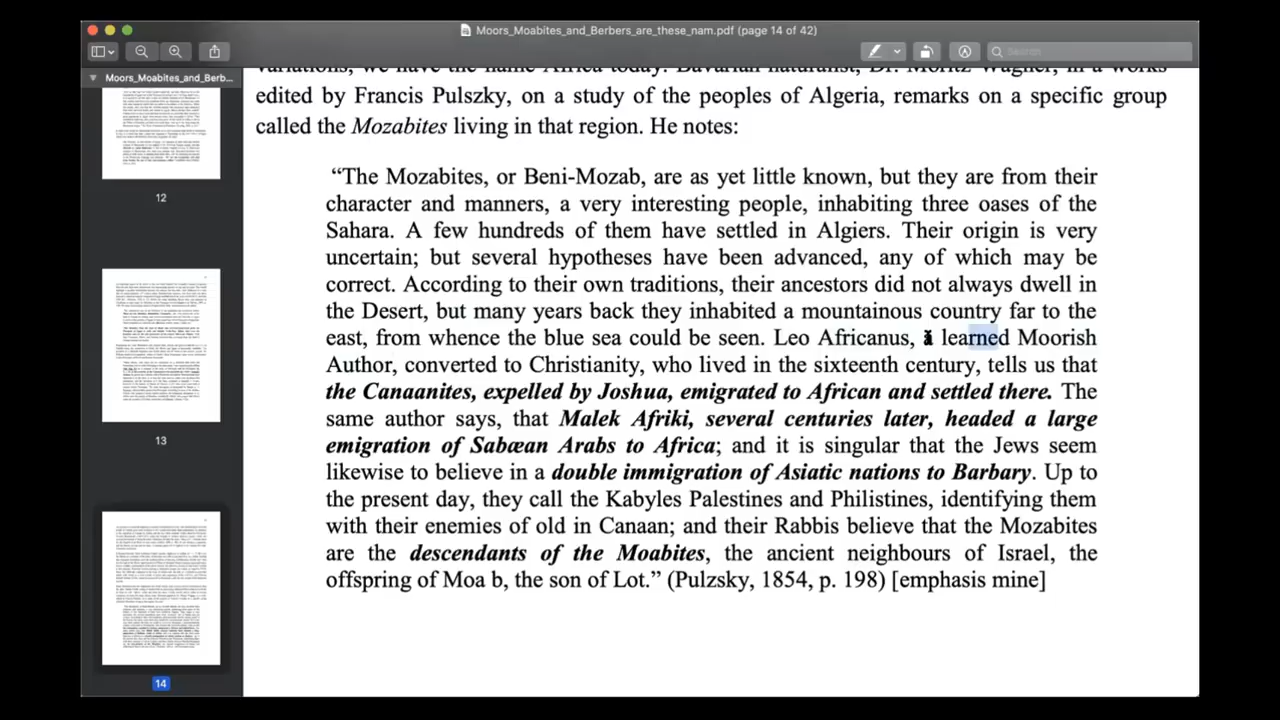 Moors_Moabites_and_Berbers_are_these_nam.pdf (page 14 of 42)
Search
Moors_Moabites_and_Berb...
12
13
14
edited by Francis Pulzky, on a survey of the peoples of Africa, remarks on a specific group
called the Mozabites living in the region. He notes:
“The Mozabites, or Beni-Mozab, are as yet little known, but they are from their
character and manners, a very interesting people, inhabiting three oases of the
Sahara. A few hundreds of them have settled in Algiers. Their origin is very
uncertain; but several hypotheses have been advanced, any of which may be
correct. According to their own traditions, their ancestors did not always dwell in
the Desert, but many years ago they inhabited a mountainous country far to the
east, from whence the sea could be seen. Leo Africanus, a learned Moorish
Author, a convert to Christianity, who lived in the sixteenth century, tells us that
the Canaanites, expelled by Joshua, emigrated to Africa and settled there. The
same author says, that Malek Afriki, several centuries later, headed a large
emigration of Sabæan Arabs to Africa; and it is singular that the Jews seem
likewise to believe in a double immigration of Asiatic nations to Barbary. Up to
the present day, they call the Kabyles Palestines and Philistines, identifying them
with their enemies of old in Canan; and their Rabbis believe that the Mozabites
are the descendants of the Moabites, the ancient neighbours of Israel, the
offspring of Moa b, the son of Lot.” (Pulzsky, 1854, p. 198) [emphasis mine]